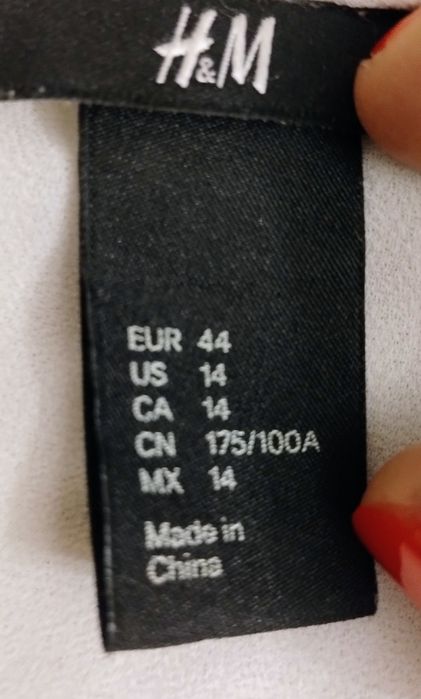 H&M
EUR 44
US 14
CA 14
CN 175/100A
MX 14
Made in
China